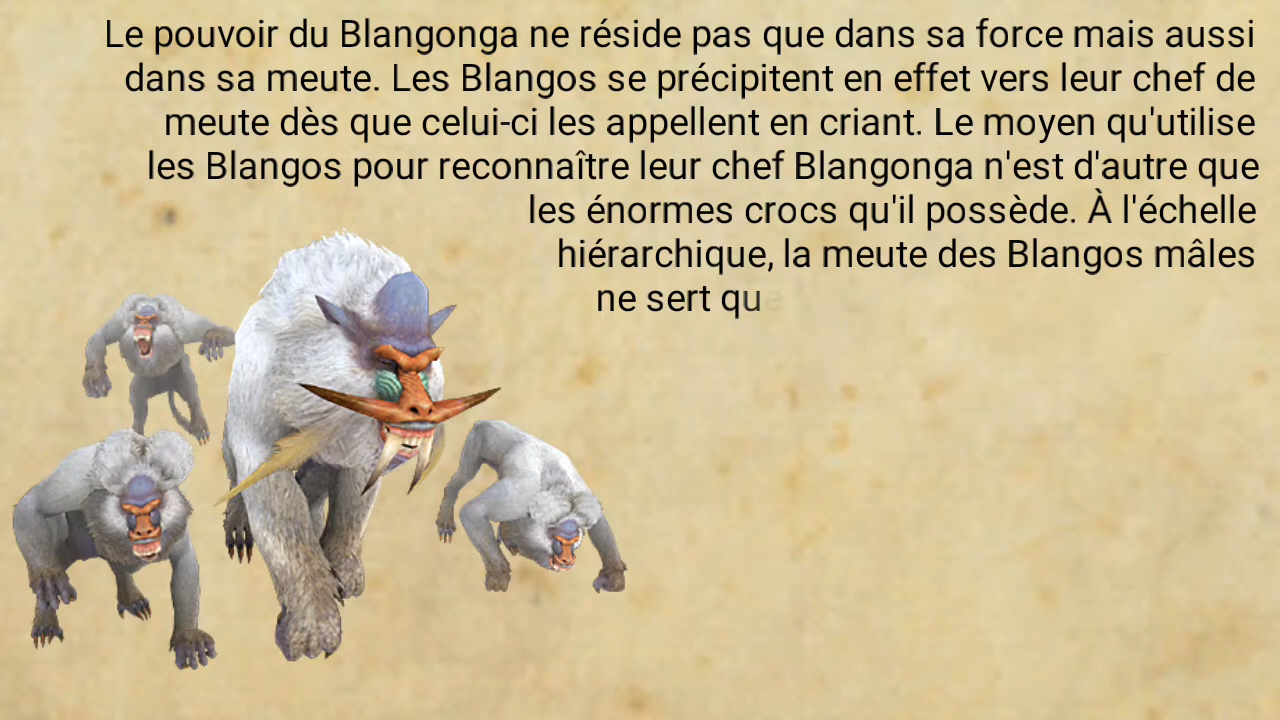 Le pouvoir du Blangonga ne réside pas que dans sa force mais aussi
dans sa meute. Les Blangos se précipitent en effet vers leur chef de
meute dès que celui-ci les appellent en criant. Le moyen qu'utilise
les Blangos pour reconnaître leur chef Blangonga n'est d'autre que
les énormes crocs qu'il possède. À l'échelle
hiérarchique, la meute des Blangos mâles
ne sert que